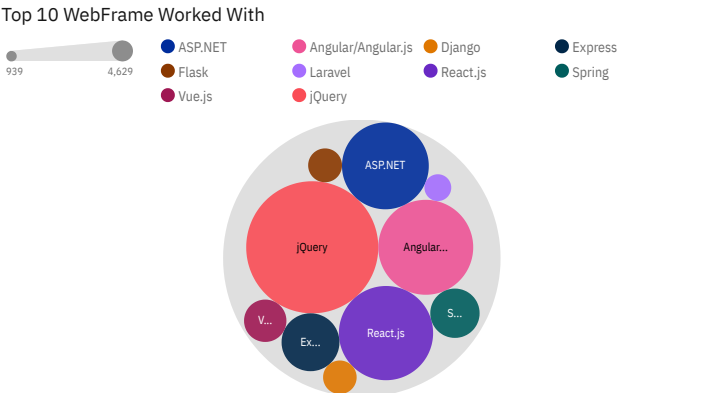 Top 10 WebFrame Worked With
ASP.NET Angular/Angular.js Django Express
939 4,629
Flask Laravel React.js Spring
Vue.js jQuery
ASP.NET
jQuery
Angular...
V...
S...
Ex...
React.js